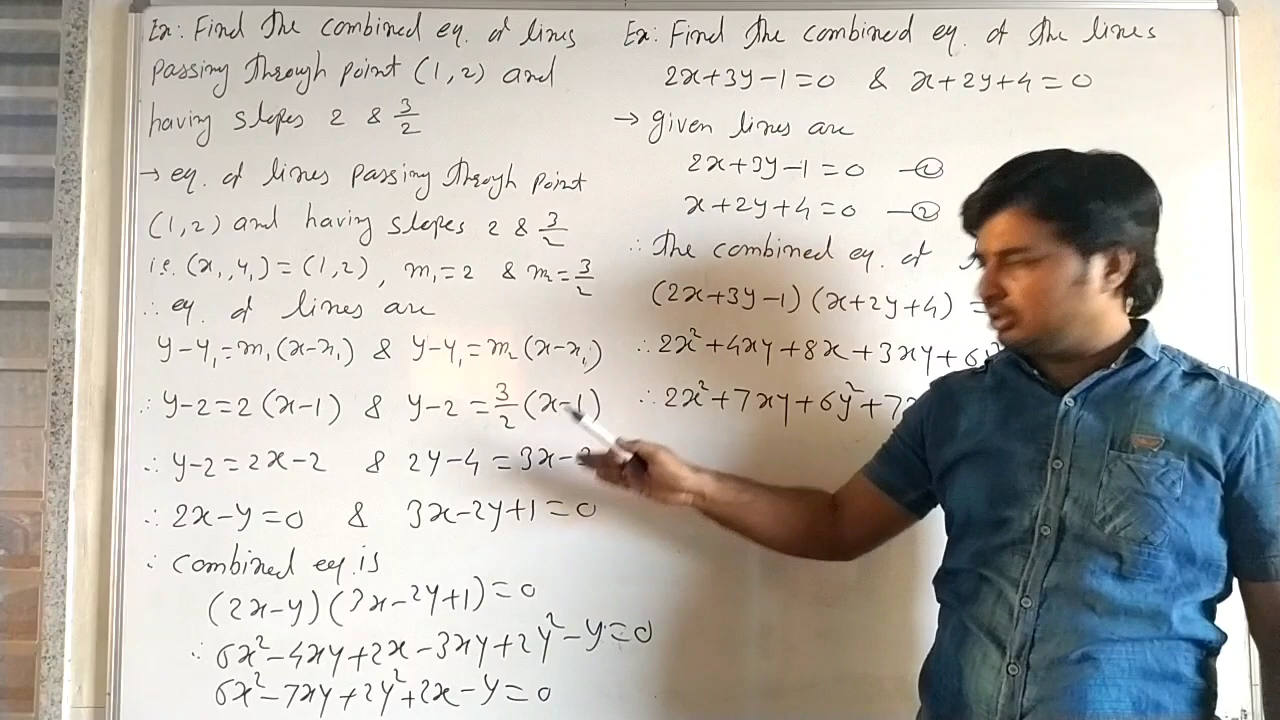 Ex: Find the combined eq. of lines
passing through point (1,2) and
having slopes 2 & 3/2
→ eq. of lines passing through point
(1,2) and having slopes 2 & 3/2
i.e. (x₁,y₁)=(1,2), m₁=2 & m₂=3/2
∴ eq. of lines are
y-y₁=m₁(x-x₁) & y-y₁=m₂(x-x₁)
∴ y-2=2(x-1) & y-2=3/2(x-1)
∴ y-2=2x-2 & 2y-4=3x-
∴ 2x-y=0 & 3x-2y+1=0
∴ combined eq. is
(2x-y)(3x-2y+1)=0
∴ 6x²-4xy+2x-3xy+2y²-y=0
6x²-7xy+2y²+2x-y=0
Ex: Find the combined eq. of the lines
2x+3y-1=0 & x+2y+4=0
→ given lines are
2x+3y-1=0 —①
x+2y+4=0 —②
∴ The combined eq. of
(2x+3y-1)(x+2y+4)=
∴ 2x²+4xy+8x+3xy+6y²
∴ 2x²+7xy+6y²+7